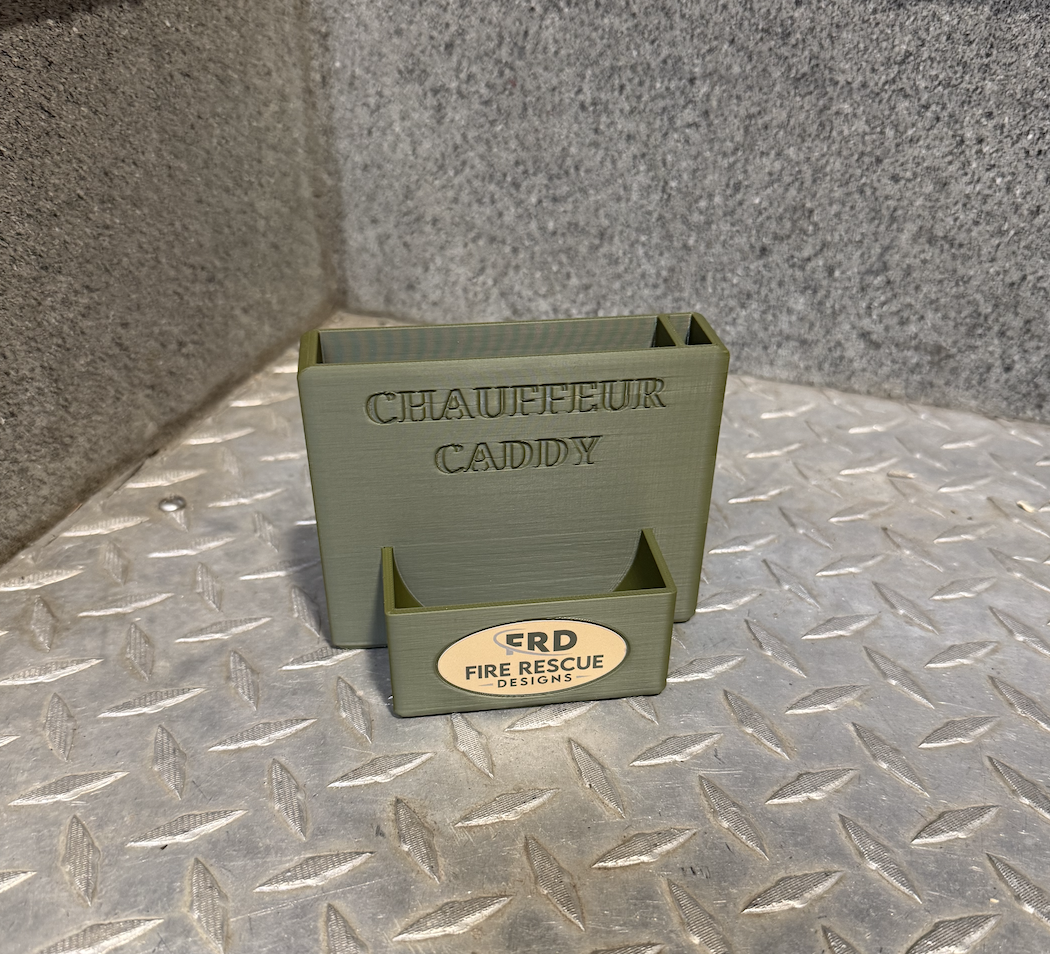 CHAUFFEUR
CADDY
FRD
FIRE RESCUE
DESIGNS